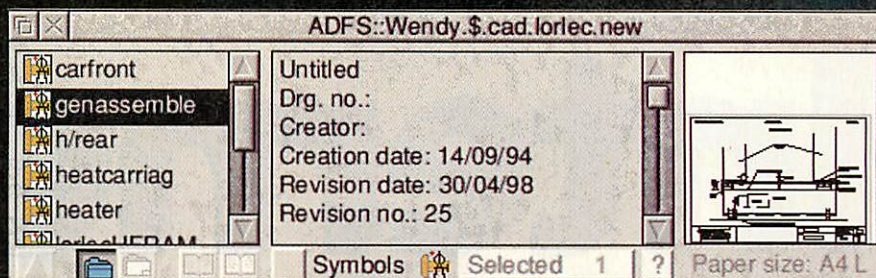 ADFS::Wendy.$.cad.lorlec.new
carfront
genassemble
h/rear
heatcarriag
heater
Untitled
Drg. no.:
Creator:
Creation date: 14/09/94
Revision date: 30/04/98
Revision no.: 25
Symbols Selected 1 ?
Paper size: A4 L